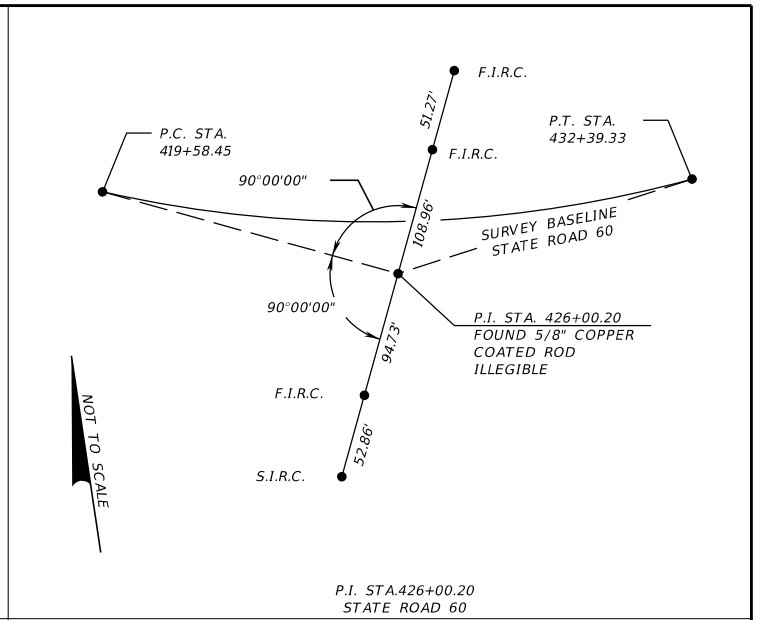 F.I.R.C.
51.27'
P.C. STA.
419+58.45
P.T. STA.
432+39.33
F.I.R.C.
90°00'00"
108.96'
SURVEY BASELINE
STATE ROAD 60
90°00'00"
P.I. STA. 426+00.20
FOUND 5/8" COPPER
COATED ROD
ILLEGIBLE
94.73'
F.I.R.C.
52.86'
S.I.R.C.
NOT TO SCALE
P.I. STA.426+00.20
STATE ROAD 60